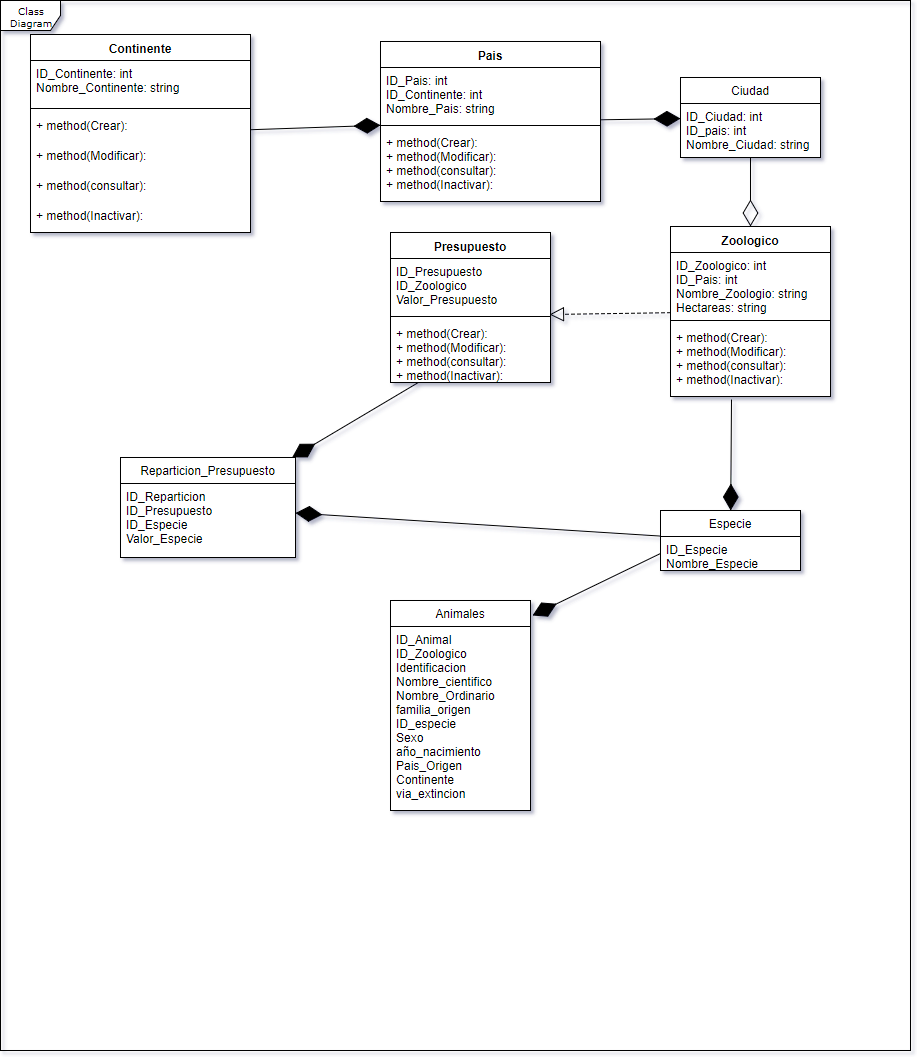 Class
Diagram
Continente
ID_Continente: int
Nombre_Continente: string
+ method(Crear):
+ method(Modificar):
+ method(consultar):
+ method(Inactivar):
Pais
ID_Pais: int
ID_Continente: int
Nombre_Pais: string
+ method(Crear):
+ method(Modificar):
+ method(consultar):
+ method(Inactivar):
Ciudad
ID_Ciudad: int
ID_pais: int
Nombre_Ciudad: string
Presupuesto
ID_Presupuesto
ID_Zoologico
Valor_Presupuesto
+ method(Crear):
+ method(Modificar):
+ method(consultar):
+ method(Inactivar):
Zoologico
ID_Zoologico: int
ID_Pais: int
Nombre_Zoologio: string
Hectareas: string
+ method(Crear):
+ method(Modificar):
+ method(consultar):
+ method(Inactivar):
Reparticion_Presupuesto
ID_Reparticion
ID_Presupuesto
ID_Especie
Valor_Especie
Especie
ID_Especie
Nombre_Especie
Animales
ID_Animal
ID_Zoologico
Identificacion
Nombre_cientifico
Nombre_Ordinario
familia_origen
ID_especie
Sexo
año_nacimiento
Pais_Origen
Continente
via_extincion